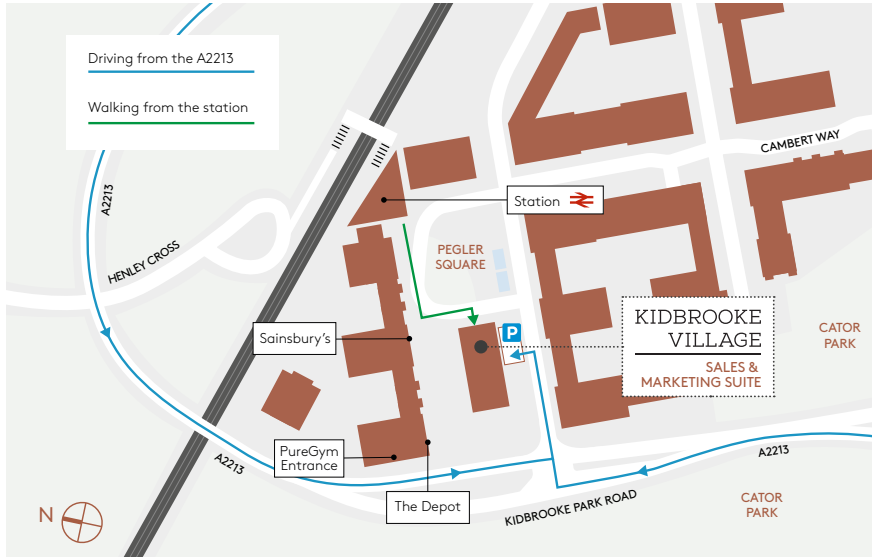 Driving from the A2213
Walking from the station
A2213
HENLEY CROSS
CAMBERT WAY
Station
PEGLER
SQUARE
P
KIDBROOKE
VILLAGE
SALES &
MARKETING SUITE
CATOR
PARK
Sainsbury's
PureGym
Entrance
A2213
The Depot
A2213
KIDBROOKE PARK ROAD
CATOR
PARK
N